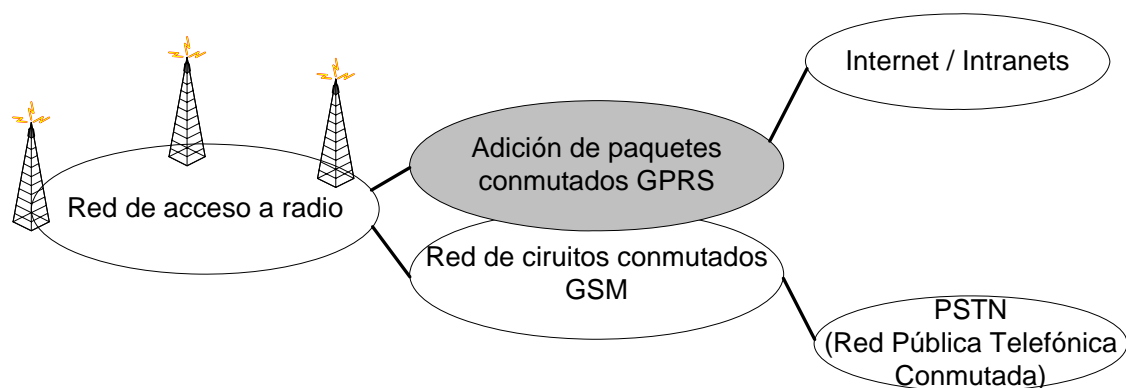 Internet / Intranets
Adición de paquetes
conmutados GPRS
Red de acceso a radio
Red de ciruitos conmutados
GSM
PSTN
(Red Pública Telefónica
Conmutada)